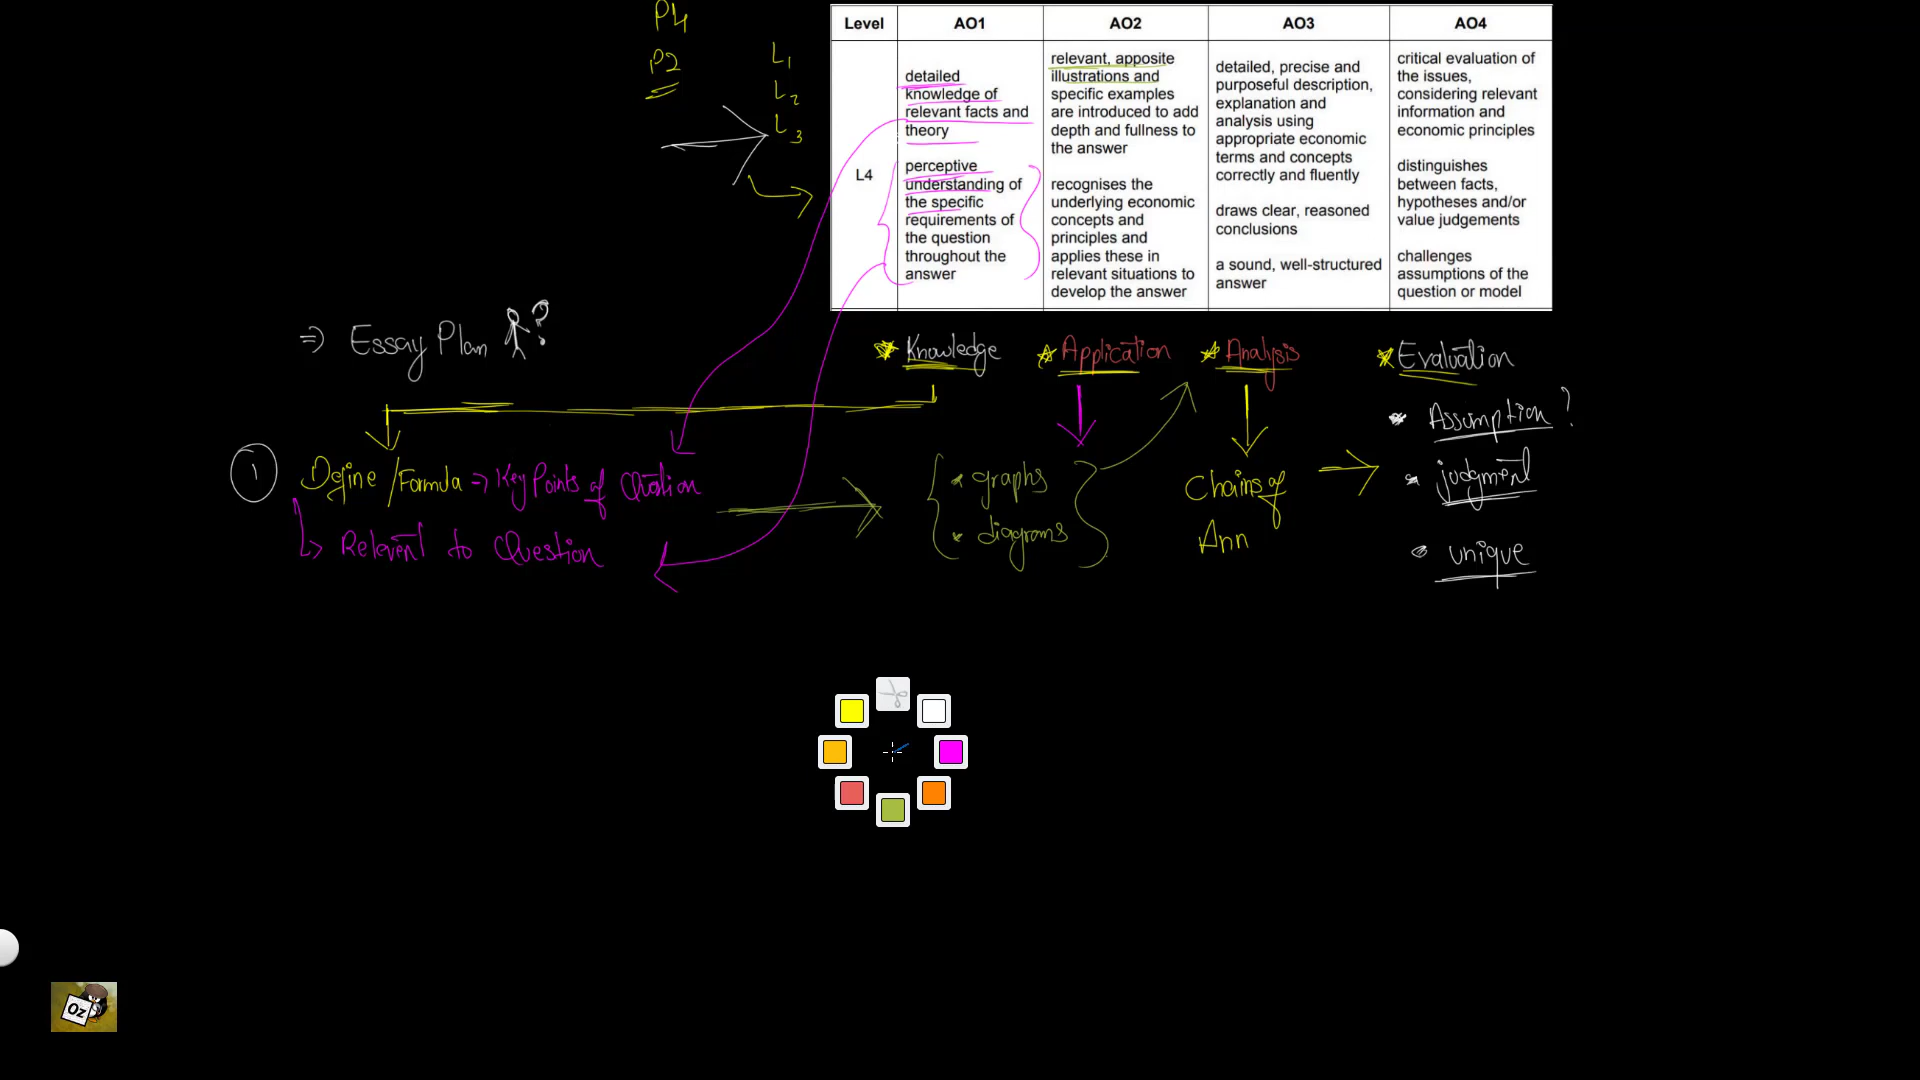 P4
P2
L1
L2
L3
Level AO1 AO2 AO3 AO4
L4
detailed
knowledge of
relevant facts and
theory
perceptive
understanding of
the specific
requirements of
the question
throughout the
answer
relevant, apposite
illustrations and
specific examples
are introduced to add
depth and fullness to
the answer
recognises the
underlying economic
concepts and
principles and
applies these in
relevant situations to
develop the answer
detailed, precise and
purposeful description,
explanation and
analysis using
appropriate economic
terms and concepts
correctly and fluently
draws clear, reasoned
conclusions
a sound, well-structured
answer
critical evaluation of
the issues,
considering relevant
information and
economic principles
distinguishes
between facts,
hypotheses and/or
value judgements
challenges
assumptions of the
question or model
⇒ Essay Plan ?
Knowledge Application Analysis Evaluation
1 Define/Formula → Key Points of Question
↳ Relevent to Question
graphs
diagrams
Chains of
Ann
Assumption?
judgment
unique
Oz